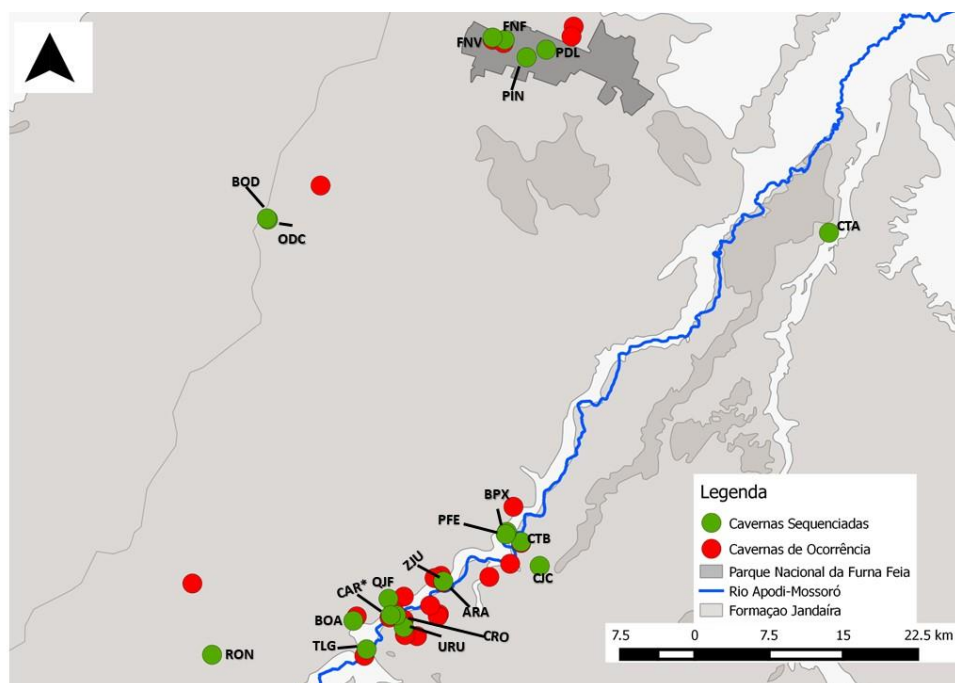 FNF
FNV
PDL
PIN
BOD
ODC
CTA
BPX
PFE
CTB
CJC
ZJU
QJF
CAR*
ARA
BOA
CRO
TLG
URU
RON
Legenda
Cavernas Sequenciadas
Cavernas de Ocorrência
Parque Nacional da Furna Feia
Rio Apodi-Mossoró
Formaçao Jandaíra
7.5 0 7.5 15 22.5 km